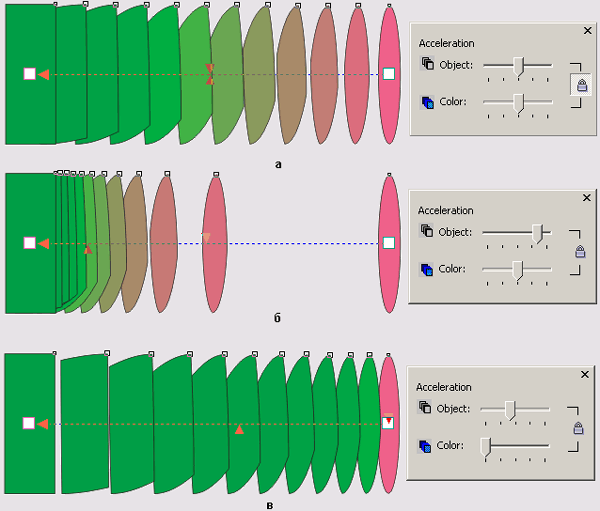 Acceleration
Object:
Color:
а
Acceleration
Object:
Color:
б
Acceleration
Object:
Color:
в